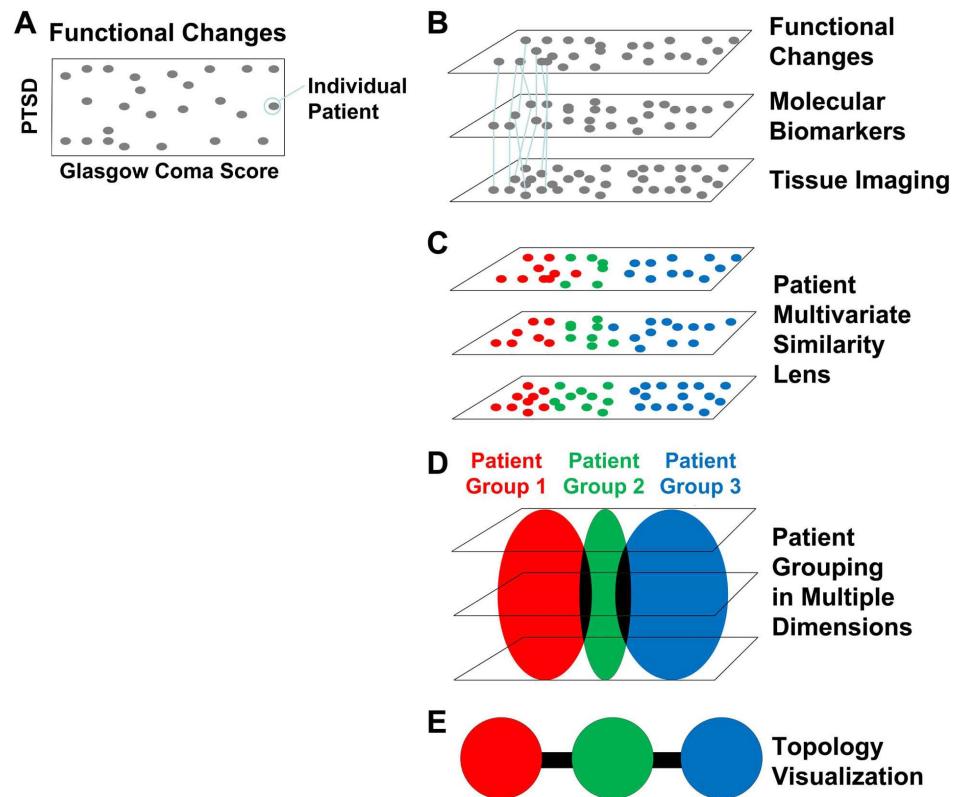 A
Functional Changes
PTSD
Individual
Patient
Glasgow Coma Score
B
Functional
Changes
Molecular
Biomarkers
Tissue Imaging
C
Patient
Multivariate
Similarity
Lens
D
Patient
Group 1
Patient
Group 2
Patient
Group 3
Patient
Grouping
in Multiple
Dimensions
E
Topology
Visualization